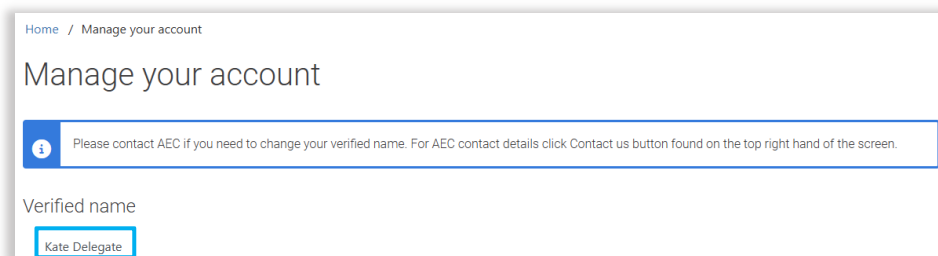 Home / Manage your account
Manage your account
Please contact AEC if you need to change your verified name. For AEC contact details click Contact us button found on the top right hand of the screen.
Verified name
Kate Delegate